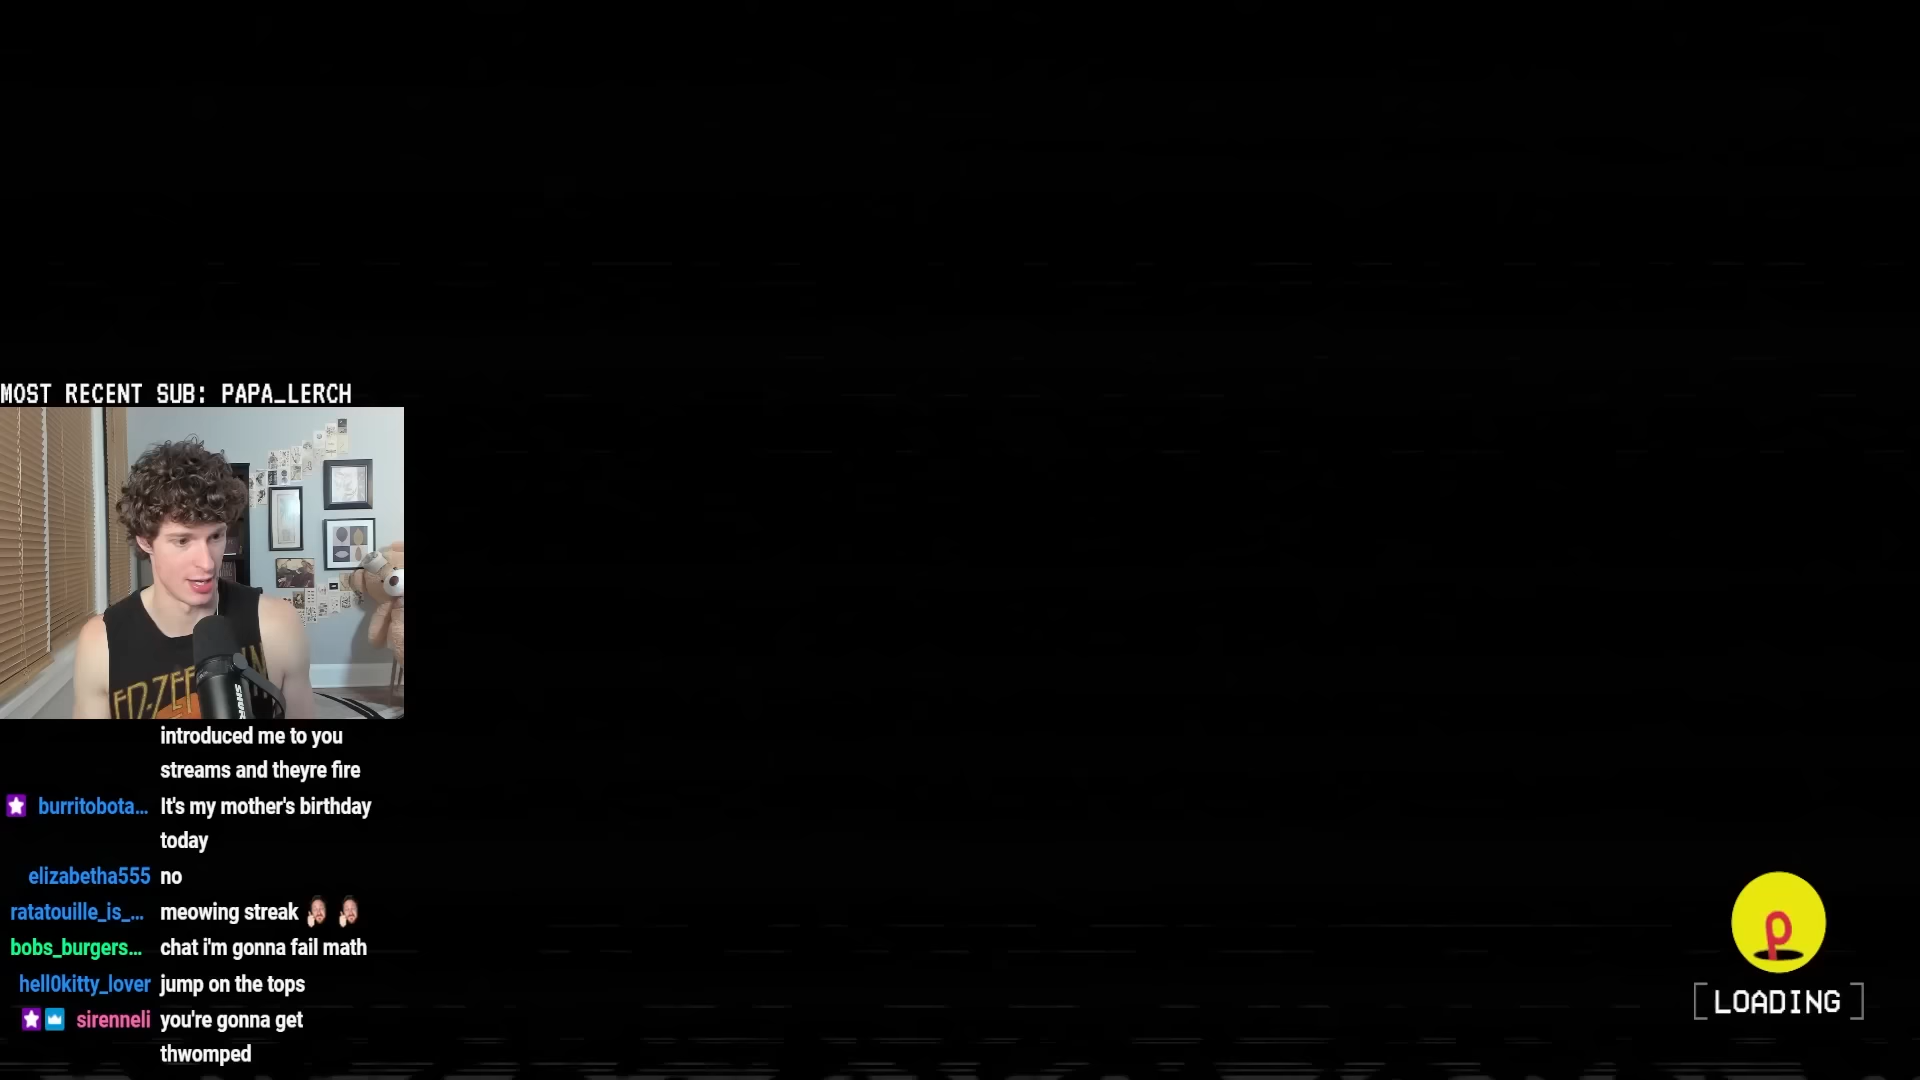 MOST RECENT SUB: PAPA_LERCH
SHURE
introduced me to you
streams and theyre fire
burritobota... It's my mother's birthday
today
elizabetha555 no
ratatouille_is_... meowing streak
bobs_burgers... chat i'm gonna fail math
hell0kitty_lover jump on the tops
sirenneli you're gonna get
thwomped
p
[LOADING]